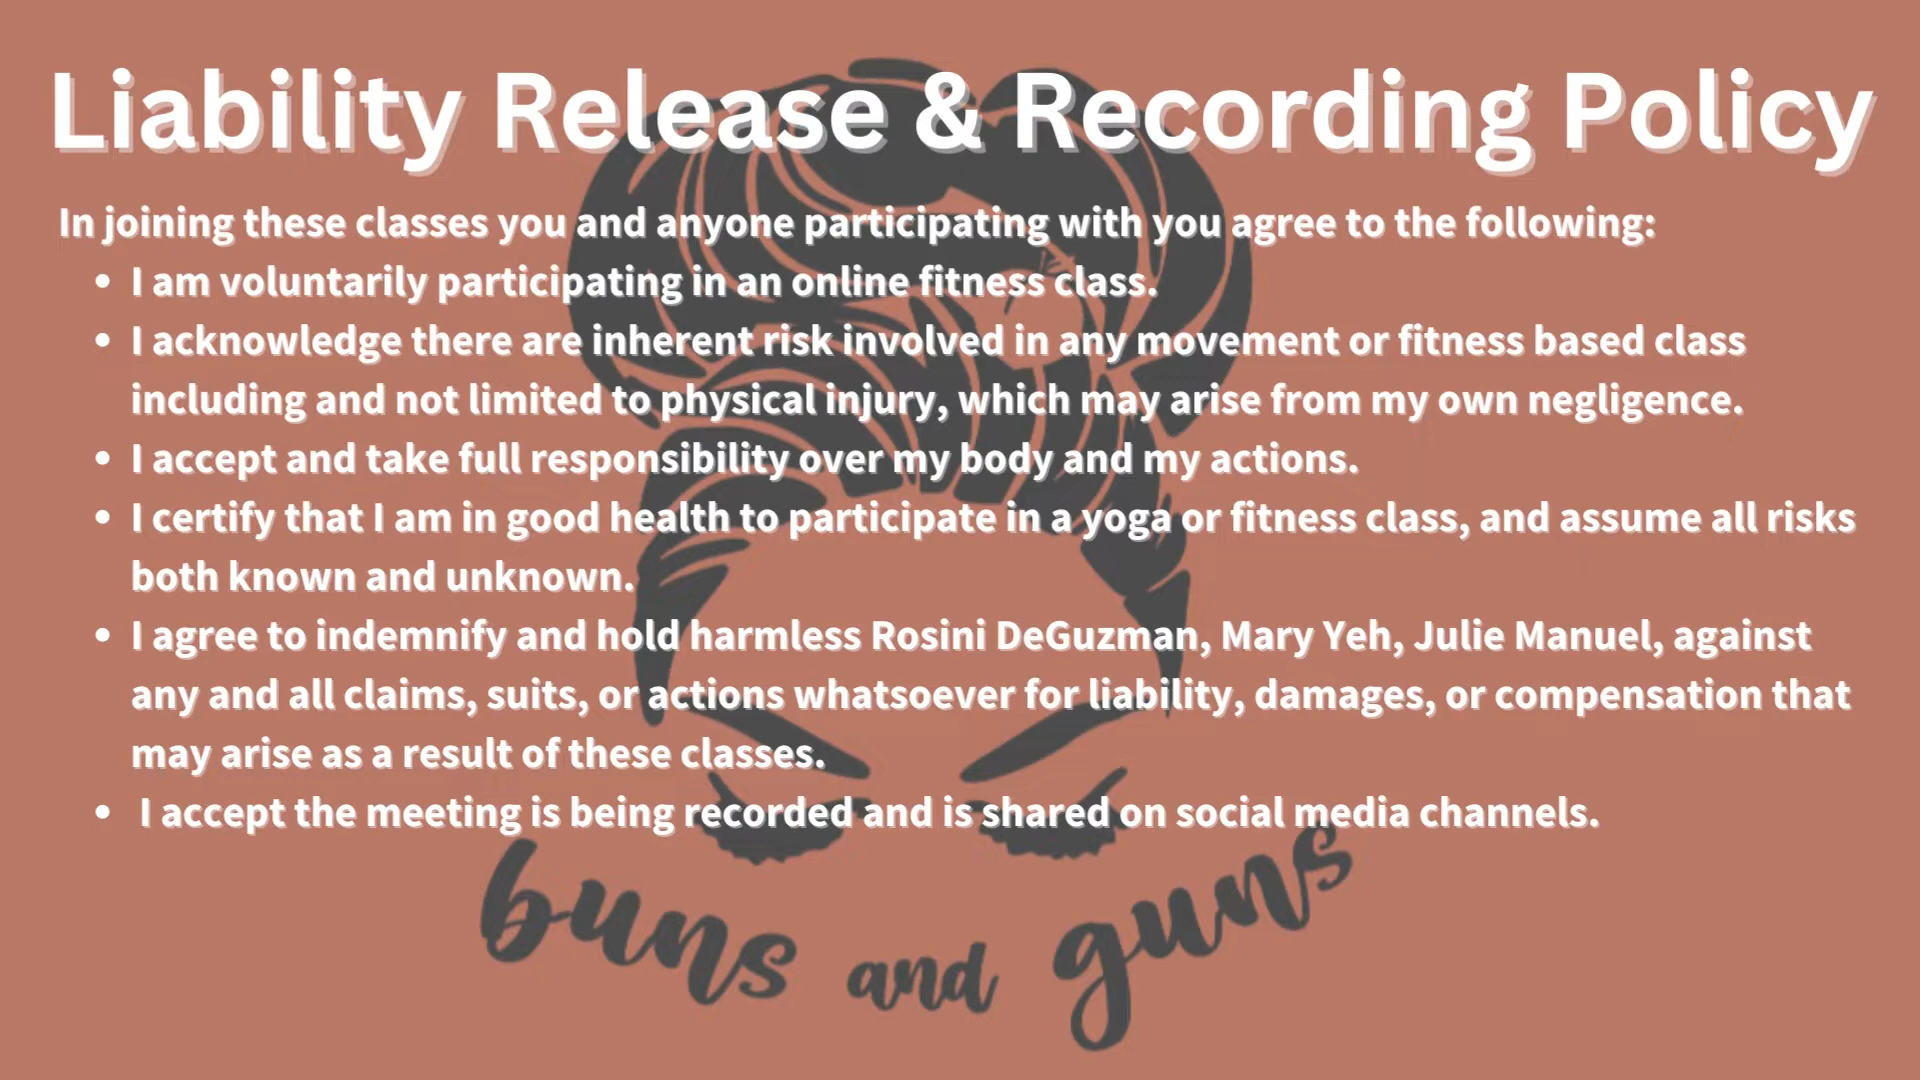 Liability Release & Recording Policy
In joining these classes you and anyone participating with you agree to the following:
• I am voluntarily participating in an online fitness class.
• I acknowledge there are inherent risk involved in any movement or fitness based class
including and not limited to physical injury, which may arise from my own negligence.
• I accept and take full responsibility over my body and my actions.
• I certify that I am in good health to participate in a yoga or fitness class, and assume all risks
both known and unknown.
• I agree to indemnify and hold harmless Rosini DeGuzman, Mary Yeh, Julie Manuel, against
any and all claims, suits, or actions whatsoever for liability, damages, or compensation that
may arise as a result of these classes.
• I accept the meeting is being recorded and is shared on social media channels.
buns and guns